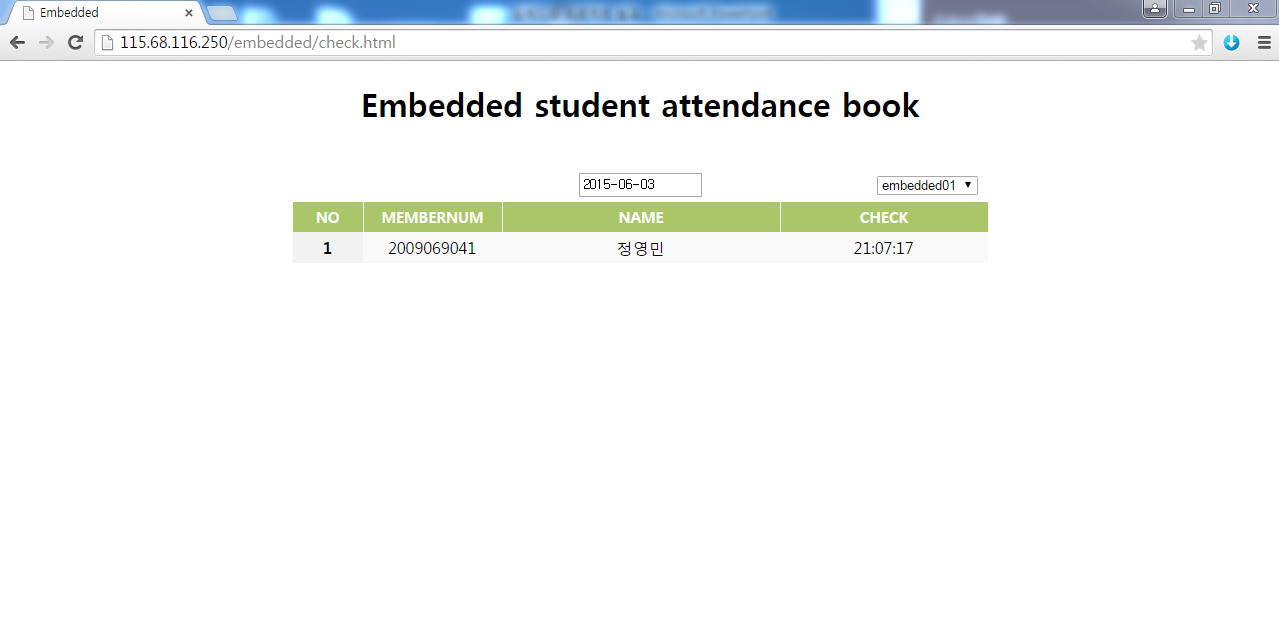 Embedded
115.68.116.250/embedded/check.html
Embedded student attendance book
2015-06-03 embedded01
NO MEMBERNUM NAME CHECK
1 2009069041 정영민 21:07:17